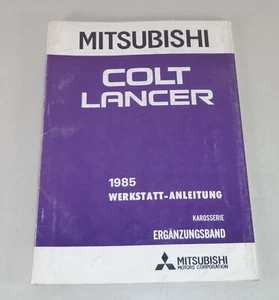 MITSUBISHI
COLT
LANCER
1985
WERKSTATT-ANLEITUNG
KAROSSERIE
ERGÄNZUNGSBAND
MITSUBISHI
MOTORS CORPORATION